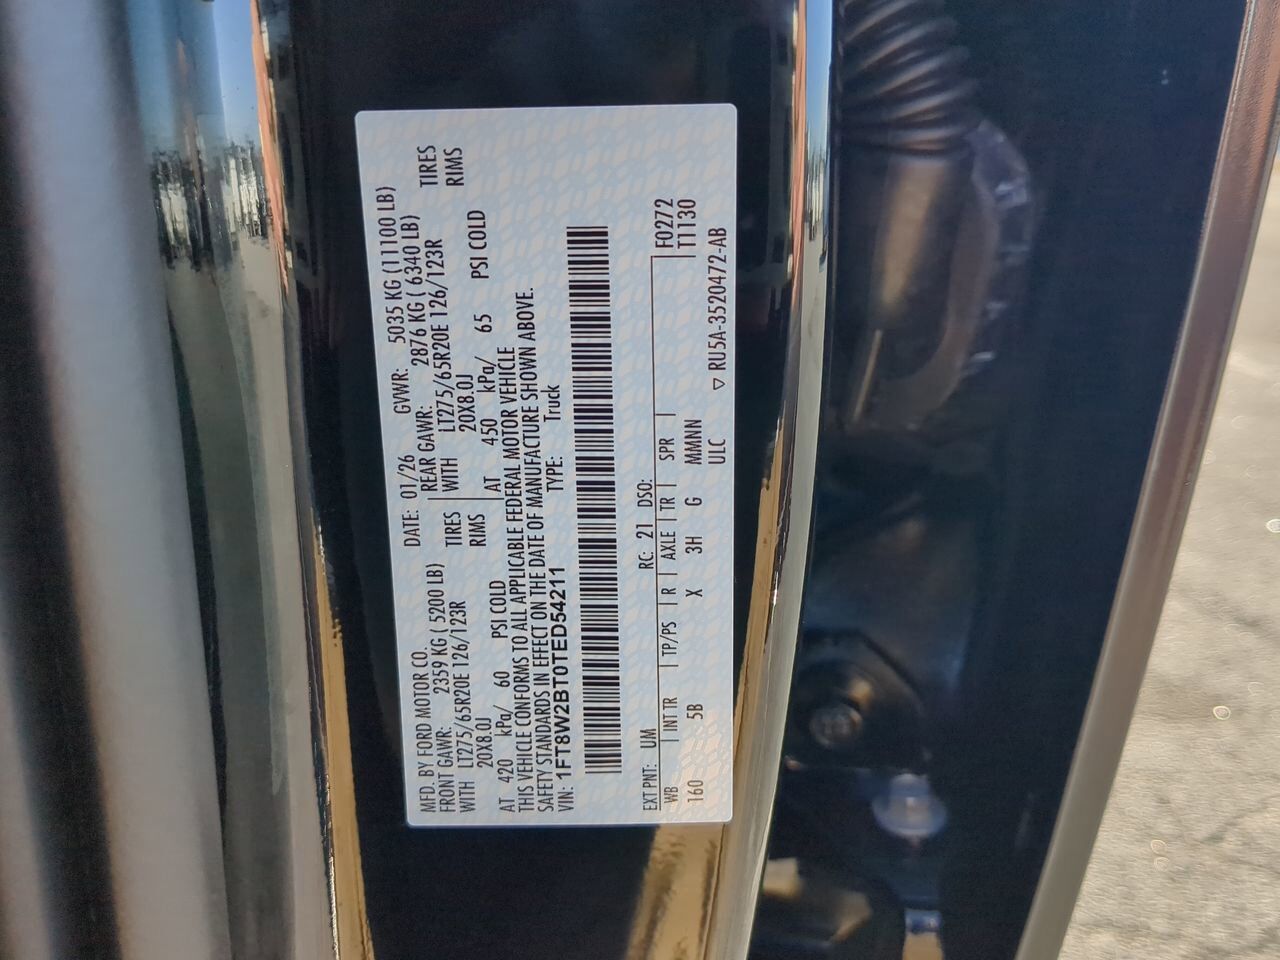 MFD. BY FORD MOTOR CO.
DATE: 01/26 GVWR: 5035 KG (11100 LB)
FRONT GAWR: 2359 KG ( 5200 LB) REAR GAWR: 2876 KG ( 6340 LB)
WITH LT275/65R20E 126/123R TIRES WITH LT275/65R20E 126/123R TIRES
20X8.0J RIMS 20X8.0J RIMS
AT 420 kPa/ 60 PSI COLD AT 450 kPa/ 65 PSI COLD
THIS VEHICLE CONFORMS TO ALL APPLICABLE FEDERAL MOTOR VEHICLE
SAFETY STANDARDS IN EFFECT ON THE DATE OF MANUFACTURE SHOWN ABOVE.
VIN: 1FT8W2BT0TED54211 TYPE: Truck
EXT PNT: UM RC: 21 DSO: F0272
WB INT TR TP/PS R AXLE TR SPR T1130
160 5B X 3H G MMNN
ULC ▽ RU5A-3520472-AB